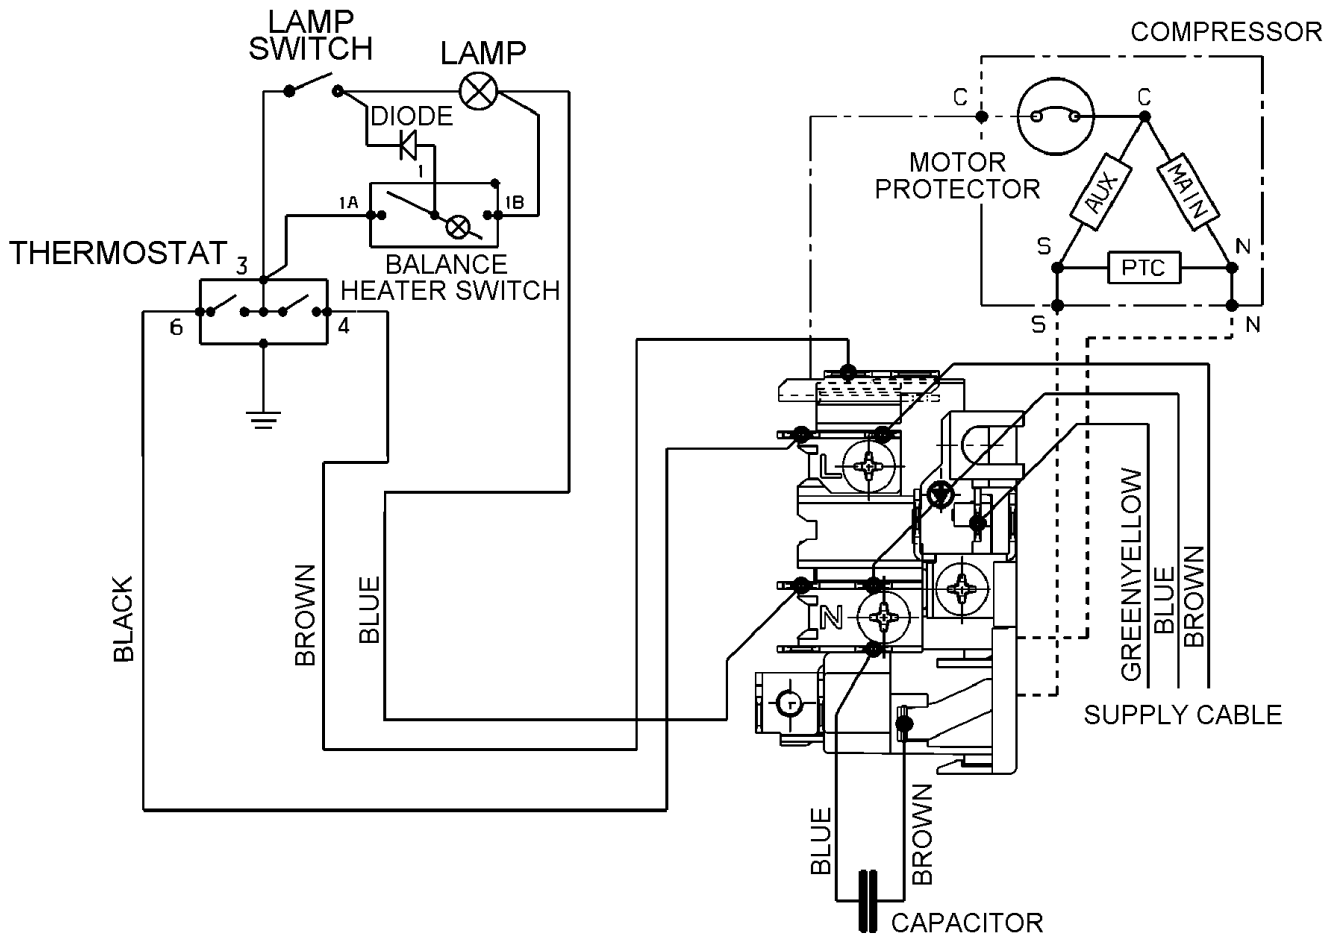 LAMP
SWITCH
LAMP
COMPRESSOR
DIODE
C
C
MOTOR
PROTECTOR
AUX
MAIN
1
1A
1B
THERMOSTAT
3
BALANCE
HEATER SWITCH
S
PTC
N
6
4
S
N
L
N
BLACK
BROWN
BLUE
GREEN\YELLOW
BLUE
BROWN
SUPPLY CABLE
BLUE
BROWN
CAPACITOR